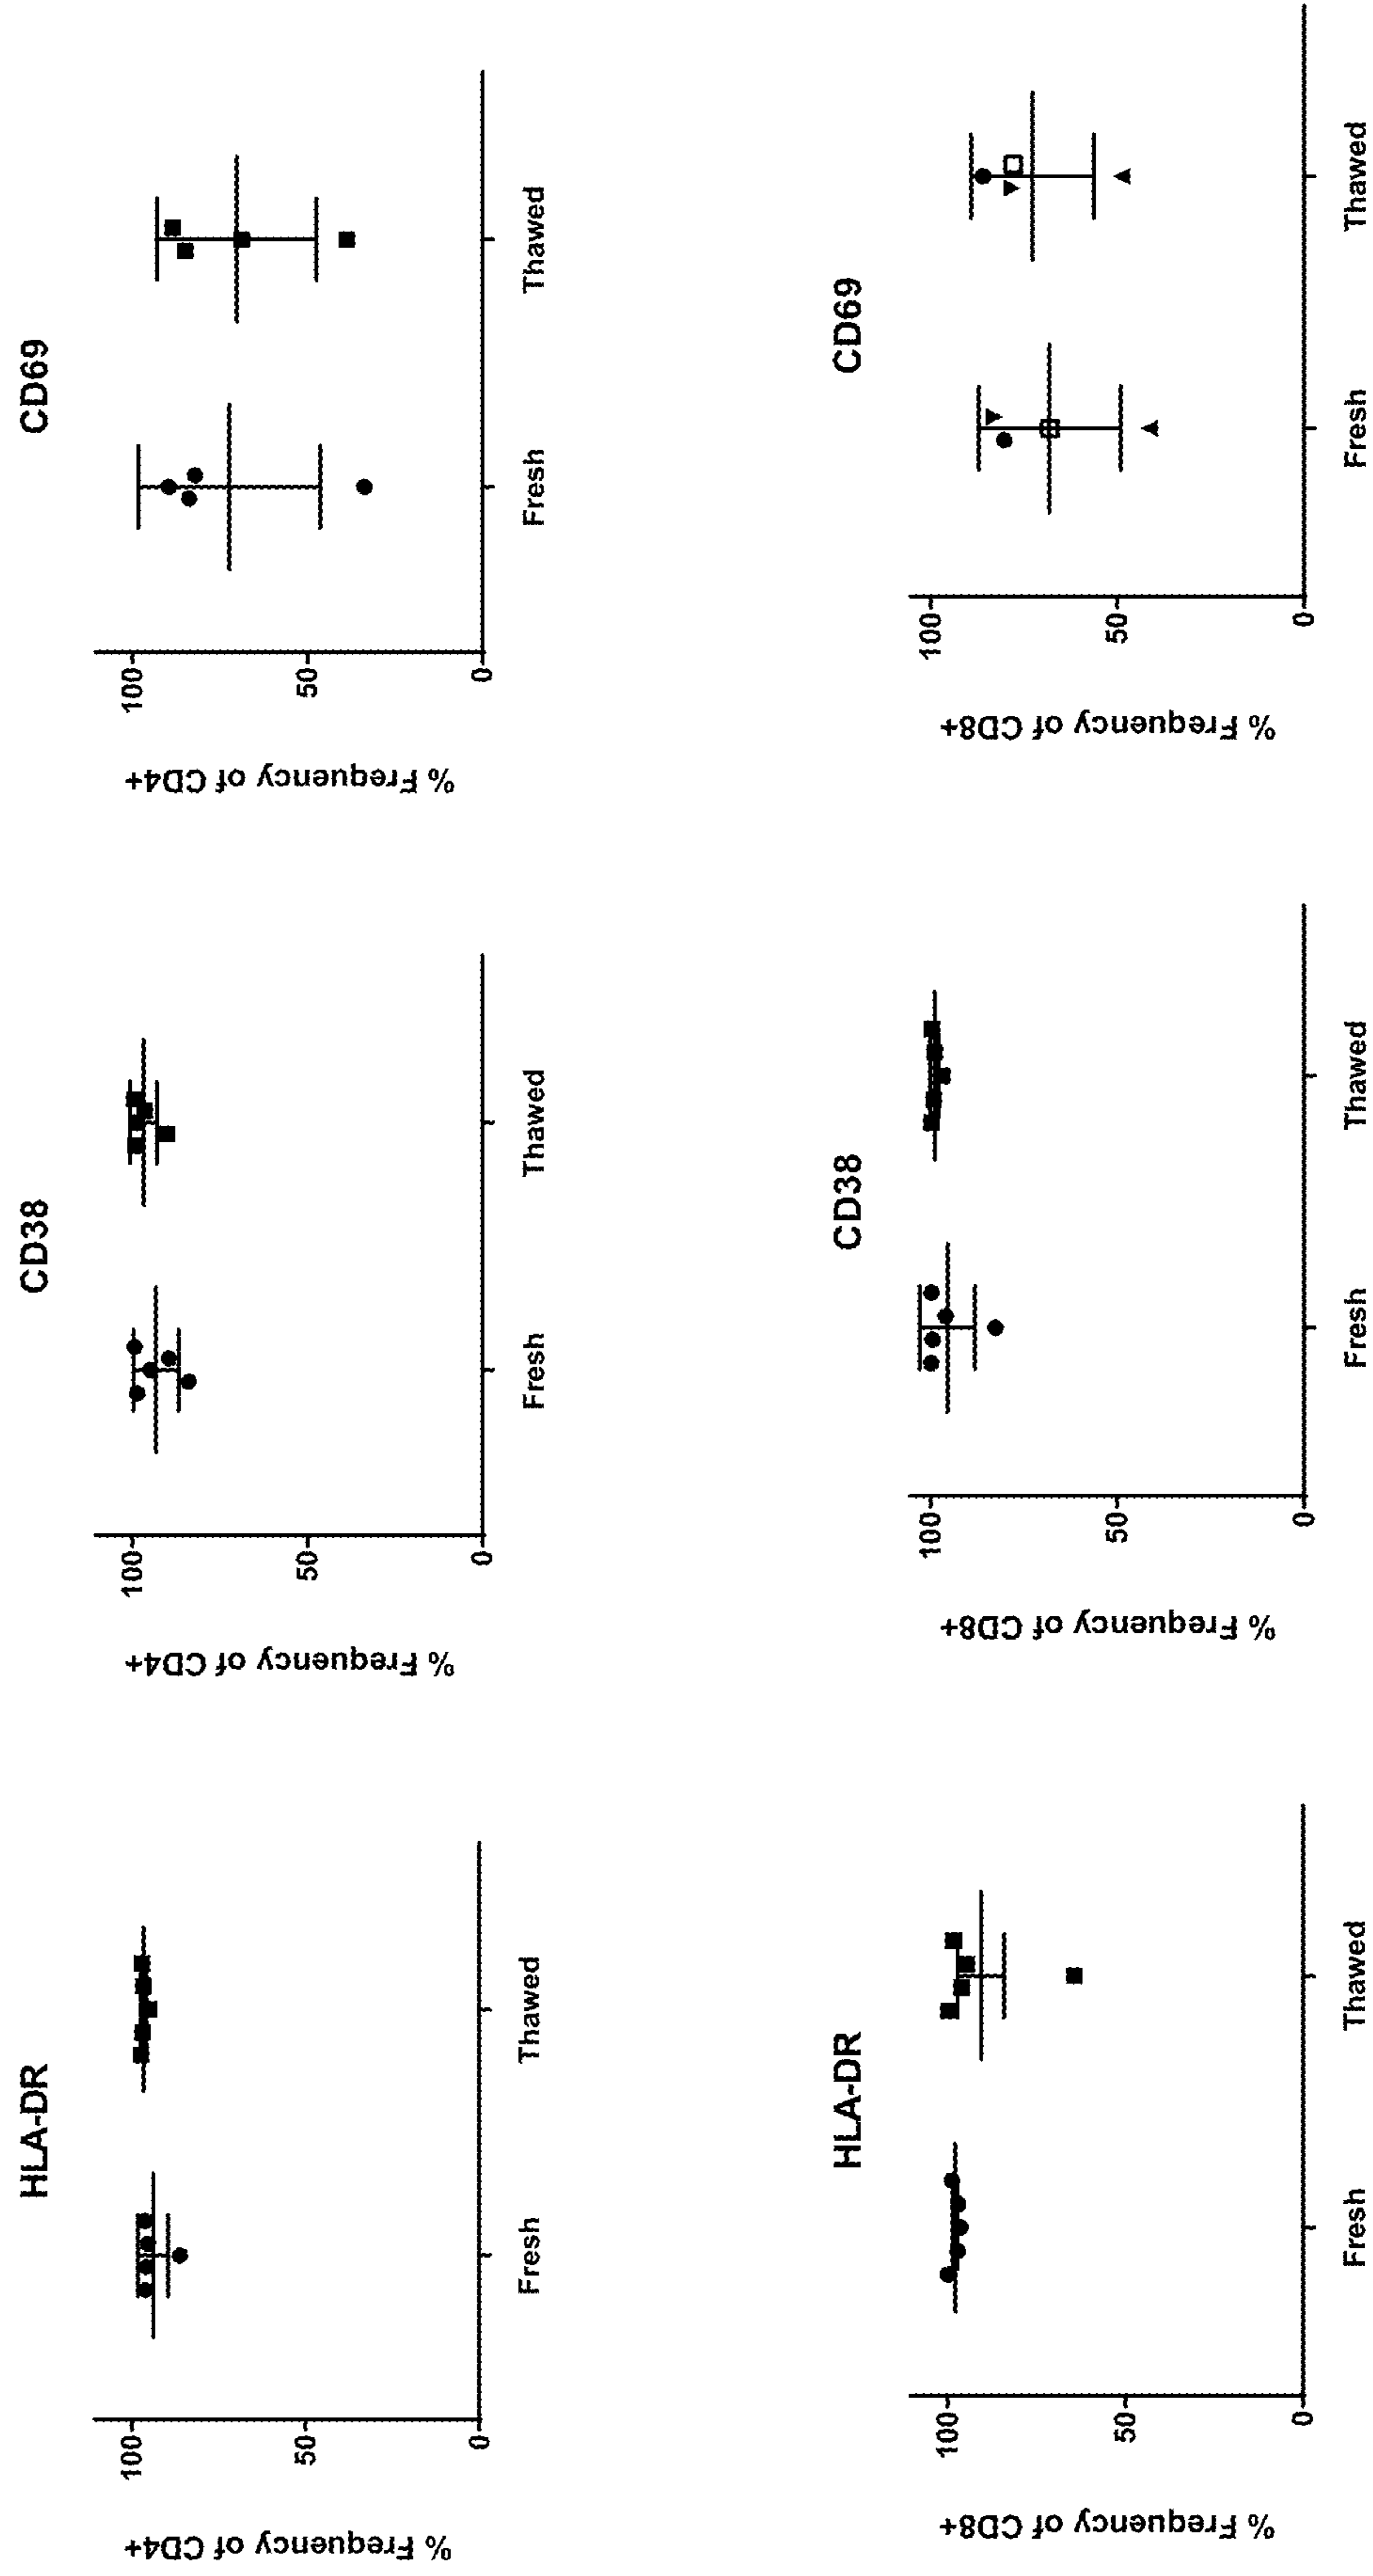 HLA-DR
% Frequency of CD4+
100
50
0
Fresh
Thawed
CD38
% Frequency of CD4+
100
50
0
Fresh
Thawed
CD69
% Frequency of CD4+
100
50
0
Fresh
Thawed
HLA-DR
% Frequency of CD8+
100
50
0
Fresh
Thawed
CD38
% Frequency of CD8+
100
50
0
Fresh
Thawed
CD69
% Frequency of CD8+
100
50
0
Fresh
Thawed